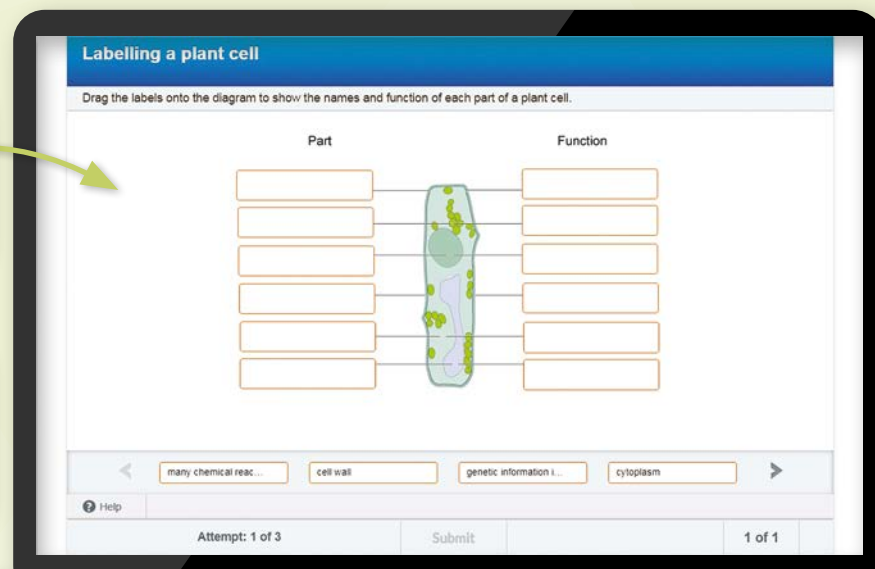 Labelling a plant cell
Drag the labels onto the diagram to show the names and function of each part of a plant cell.
Part
Function
many chemical reac...
cell wall
genetic information i...
cytoplasm
Help
Attempt: 1 of 3
Submit
1 of 1